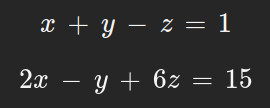 x + y − z = 1
2x − y + 6z = 15